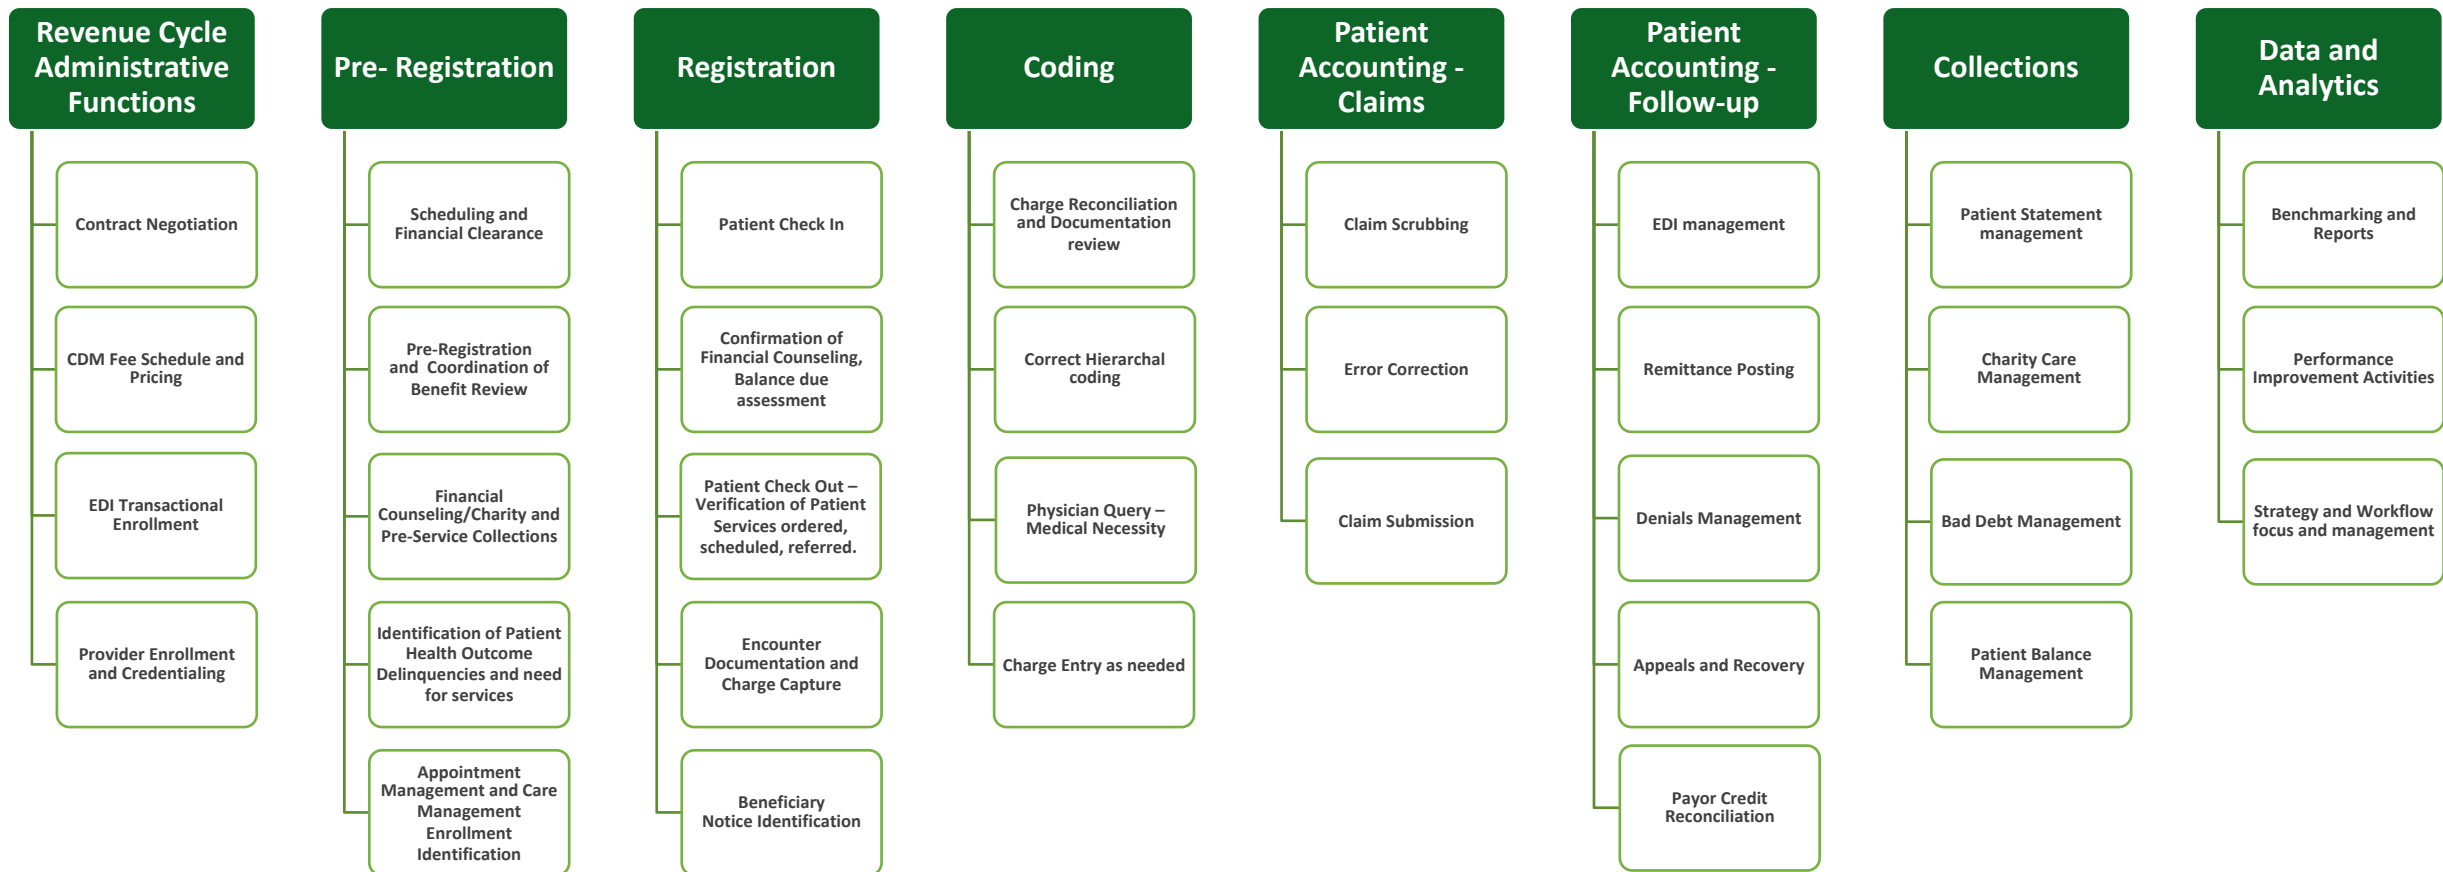 Revenue Cycle
Administrative
Functions
Contract Negotiation
CDM Fee Schedule and
Pricing
EDI Transactional
Enrollment
Provider Enrollment
and Credentialing
Pre- Registration
Scheduling and
Financial Clearance
Pre-Registration
and Coordination of
Benefit Review
Financial
Counseling/Charity and
Pre-Service Collections
Identification of Patient
Health Outcome
Delinquencies and need
for services
Appointment
Management and Care
Management
Enrollment
Identification
Registration
Patient Check In
Confirmation of
Financial Counseling,
Balance due
assessment
Patient Check Out –
Verification of Patient
Services ordered,
scheduled, referred.
Encounter
Documentation and
Charge Capture
Beneficiary
Notice Identification
Coding
Charge Reconciliation
and Documentation
review
Correct Hierarchal
coding
Physician Query –
Medical Necessity
Charge Entry as needed
Patient
Accounting -
Claims
Claim Scrubbing
Error Correction
Claim Submission
Patient
Accounting -
Follow-up
EDI management
Remittance Posting
Denials Management
Appeals and Recovery
Payor Credit
Reconciliation
Collections
Patient Statement
management
Charity Care
Management
Bad Debt Management
Patient Balance
Management
Data and
Analytics
Benchmarking and
Reports
Performance
Improvement Activities
Strategy and Workflow
focus and management